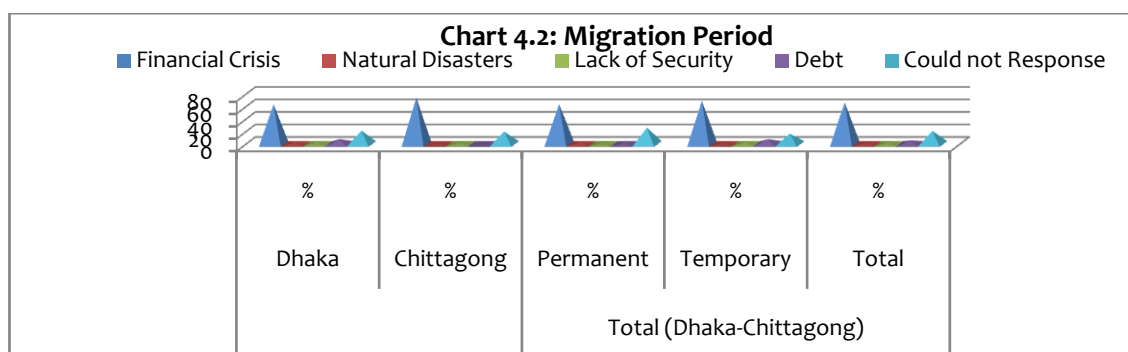 Chart 4.2: Migration Period
Financial Crisis Natural Disasters Lack of Security Debt Could not Response
80
60
40
20
0
% % % % %
Dhaka Chittagong Permanent Temporary Total
Total (Dhaka-Chittagong)